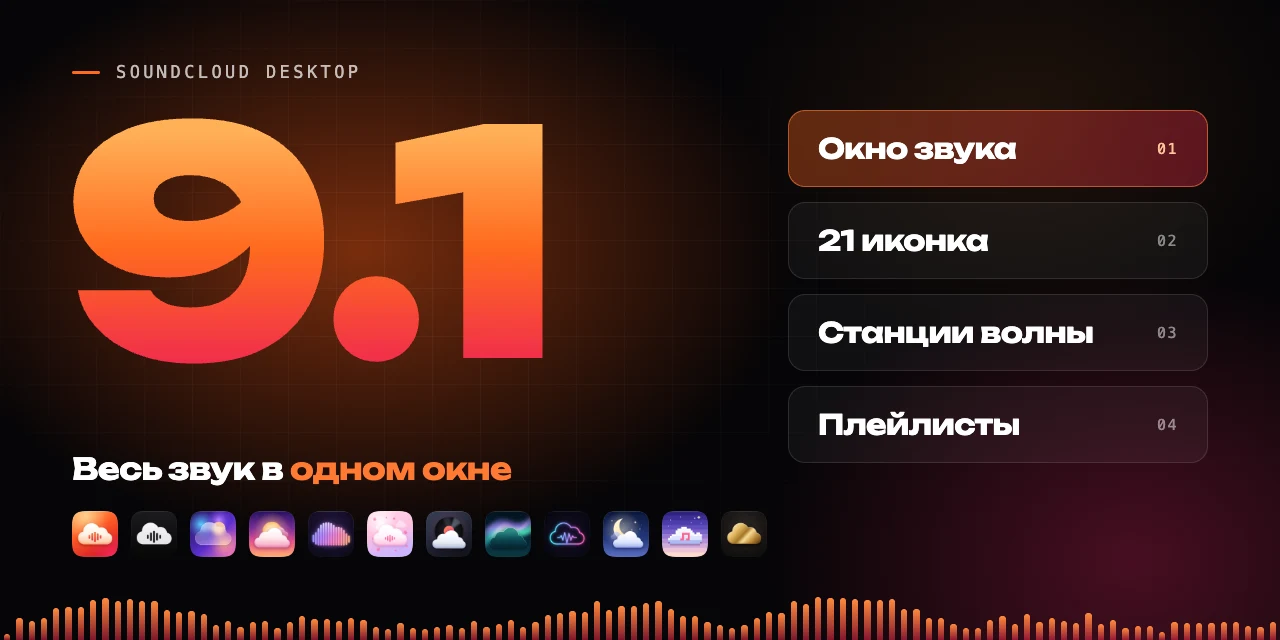 SOUNDCLOUD DESKTOP
9.1
Весь звук в одном окне
Окно звука 01
21 иконка 02
Станции волны 03
Плейлисты 04